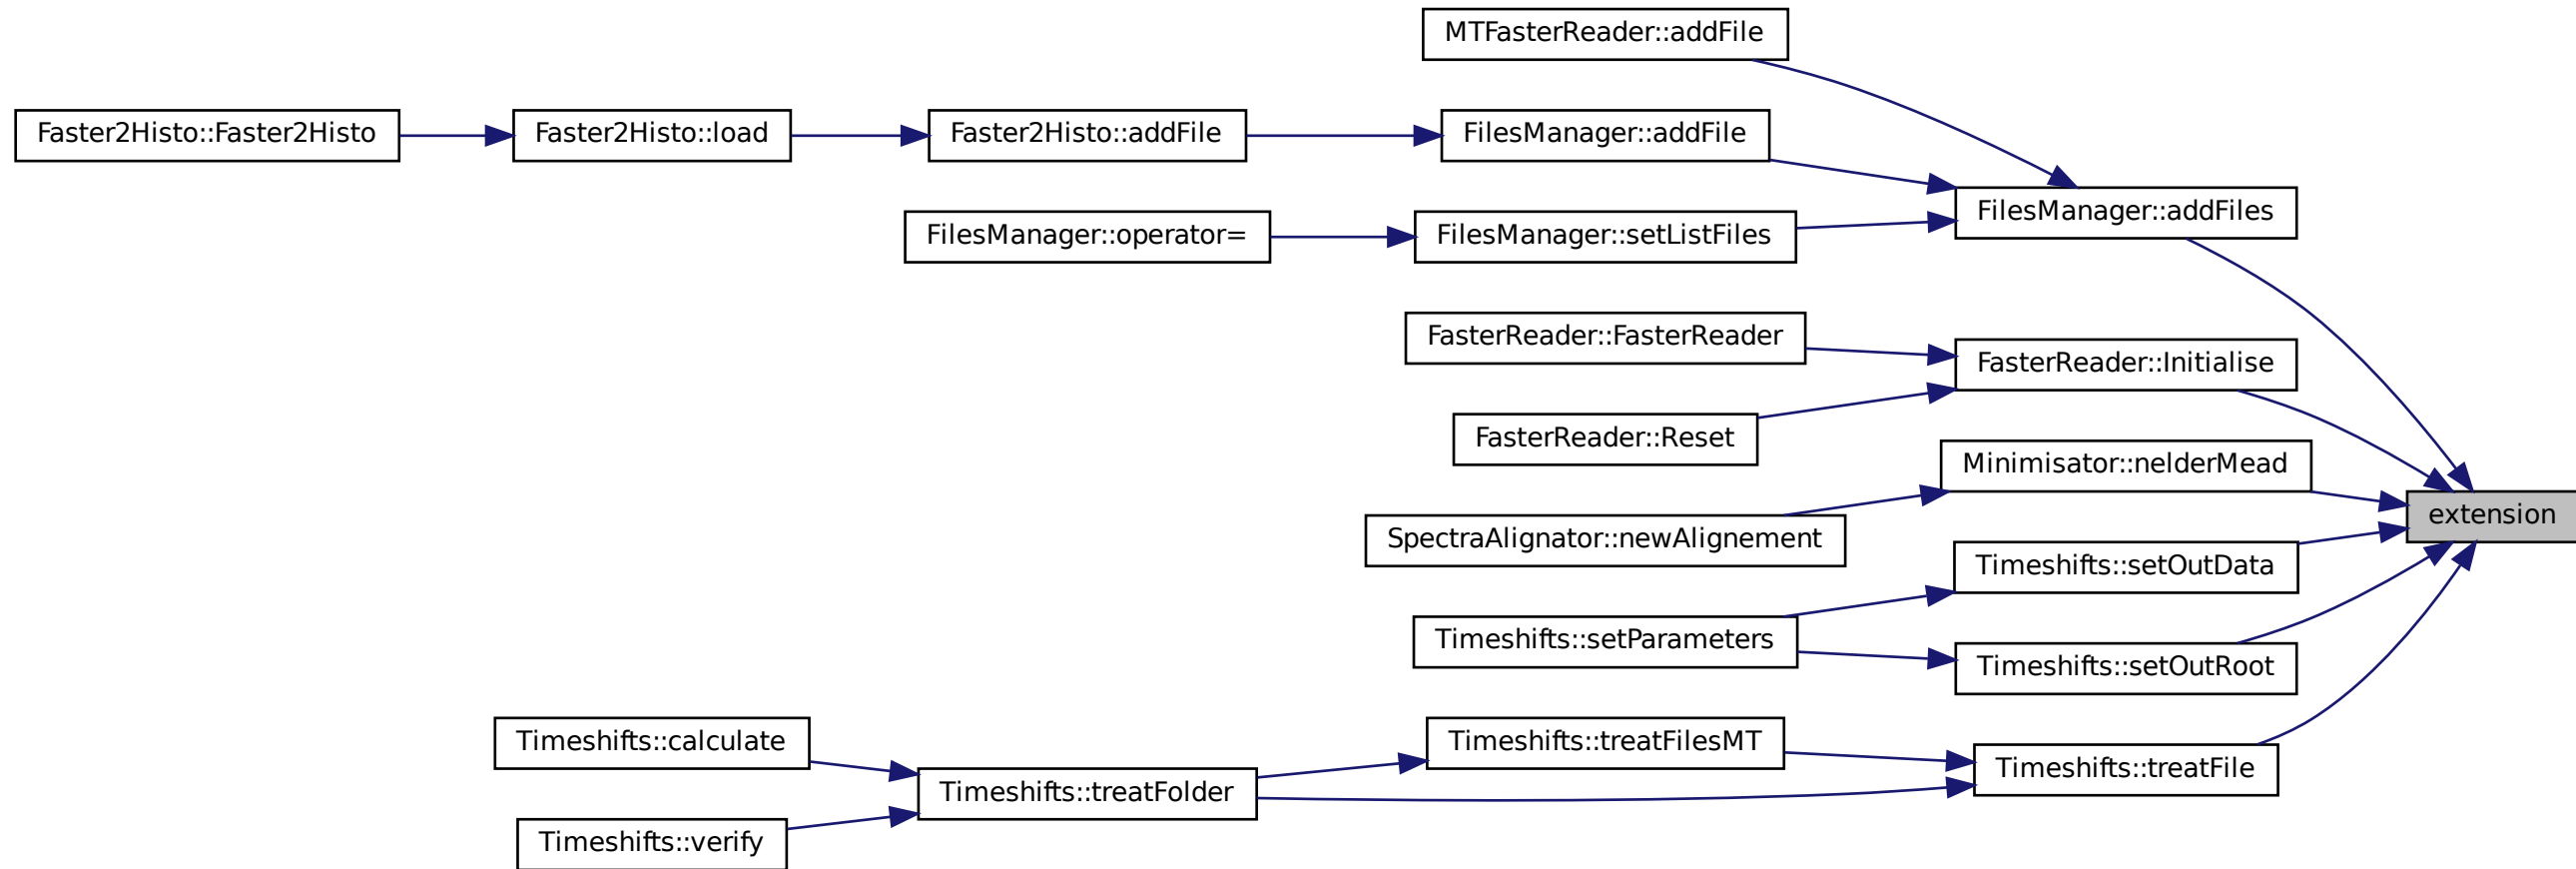 MTFasterReader::addFile
Faster2Histo::Faster2Histo
Faster2Histo::load
Faster2Histo::addFile
FilesManager::addFile
FilesManager::addFiles
FilesManager::operator=
FilesManager::setListFiles
FasterReader::FasterReader
FasterReader::Initialise
FasterReader::Reset
Minimisator::nelderMead
extension
SpectraAlignator::newAlignement
Timeshifts::setOutData
Timeshifts::setParameters
Timeshifts::setOutRoot
Timeshifts::calculate
Timeshifts::treatFilesMT
Timeshifts::treatFile
Timeshifts::treatFolder
Timeshifts::verify